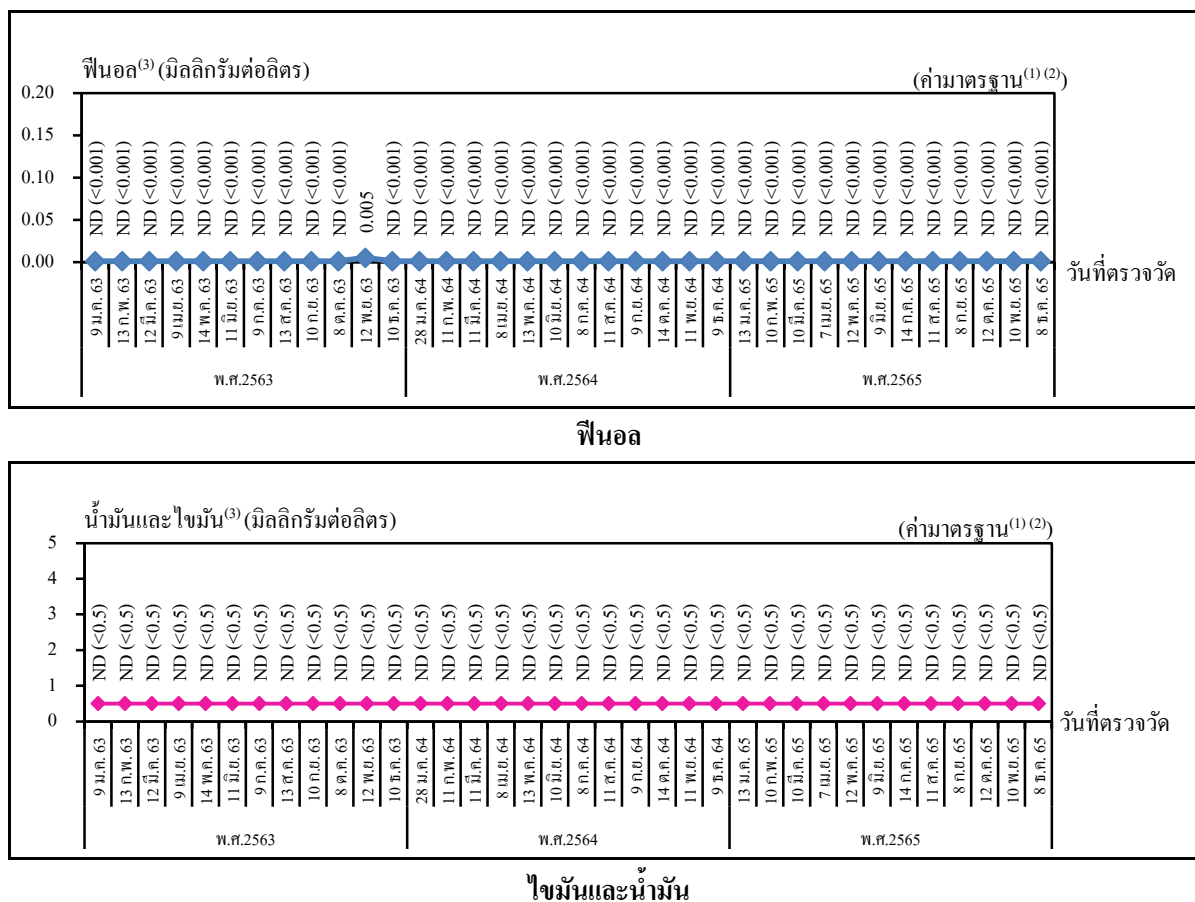 ฟีนอล⁽³⁾ (มิลลิกรัมต่อลิตร)
(ค่ามาตรฐาน⁽¹⁾ ⁽²⁾)
0.20
0.15
0.10
0.05
0.00
ND (<0.001) ND (<0.001) ND (<0.001) ND (<0.001) ND (<0.001) ND (<0.001) ND (<0.001) ND (<0.001) ND (<0.001) ND (<0.001) 0.005 ND (<0.001) ND (<0.001) ND (<0.001) ND (<0.001) ND (<0.001) ND (<0.001) ND (<0.001) ND (<0.001) ND (<0.001) ND (<0.001) ND (<0.001) ND (<0.001) ND (<0.001) ND (<0.001) ND (<0.001) ND (<0.001) ND (<0.001) ND (<0.001) ND (<0.001) ND (<0.001) ND (<0.001) ND (<0.001) ND (<0.001) ND (<0.001) ND (<0.001)
วันที่ตรวจวัด
9 ม.ค. 63 13 ก.พ. 63 12 มี.ค. 63 9 เม.ย. 63 14 พ.ค. 63 11 มิ.ย. 63 9 ก.ค. 63 13 ส.ค. 63 10 ก.ย. 63 8 ต.ค. 63 12 พ.ย. 63 10 ธ.ค. 63 28 ม.ค. 64 11 ก.พ. 64 11 มี.ค. 64 8 เม.ย. 64 13 พ.ค. 64 10 มิ.ย. 64 8 ก.ค. 64 11 ส.ค. 64 9 ก.ย. 64 14 ต.ค. 64 11 พ.ย. 64 9 ธ.ค. 64 13 ม.ค. 65 10 ก.พ. 65 10 มี.ค. 65 7 เม.ย. 65 12 พ.ค. 65 9 มิ.ย. 65 14 ก.ค. 65 11 ส.ค. 65 8 ก.ย. 65 12 ต.ค. 65 10 พ.ย. 65 8 ธ.ค. 65
พ.ศ.2563 พ.ศ.2564 พ.ศ.2565
ฟีนอล
น้ำมันและไขมัน⁽³⁾ (มิลลิกรัมต่อลิตร)
(ค่ามาตรฐาน⁽¹⁾ ⁽²⁾)
5
4
3
2
1
0
ND (<0.5) ND (<0.5) ND (<0.5) ND (<0.5) ND (<0.5) ND (<0.5) ND (<0.5) ND (<0.5) ND (<0.5) ND (<0.5) ND (<0.5) ND (<0.5) ND (<0.5) ND (<0.5) ND (<0.5) ND (<0.5) ND (<0.5) ND (<0.5) ND (<0.5) ND (<0.5) ND (<0.5) ND (<0.5) ND (<0.5) ND (<0.5) ND (<0.5) ND (<0.5) ND (<0.5) ND (<0.5) ND (<0.5) ND (<0.5) ND (<0.5) ND (<0.5) ND (<0.5) ND (<0.5) ND (<0.5) ND (<0.5)
วันที่ตรวจวัด
9 ม.ค. 63 13 ก.พ. 63 12 มี.ค. 63 9 เม.ย. 63 14 พ.ค. 63 11 มิ.ย. 63 9 ก.ค. 63 13 ส.ค. 63 10 ก.ย. 63 8 ต.ค. 63 12 พ.ย. 63 10 ธ.ค. 63 28 ม.ค. 64 11 ก.พ. 64 11 มี.ค. 64 8 เม.ย. 64 13 พ.ค. 64 10 มิ.ย. 64 8 ก.ค. 64 11 ส.ค. 64 9 ก.ย. 64 14 ต.ค. 64 11 พ.ย. 64 9 ธ.ค. 64 13 ม.ค. 65 10 ก.พ. 65 10 มี.ค. 65 7 เม.ย. 65 12 พ.ค. 65 9 มิ.ย. 65 14 ก.ค. 65 11 ส.ค. 65 8 ก.ย. 65 12 ต.ค. 65 10 พ.ย. 65 8 ธ.ค. 65
พ.ศ.2563 พ.ศ.2564 พ.ศ.2565
ไขมันและน้ำมัน